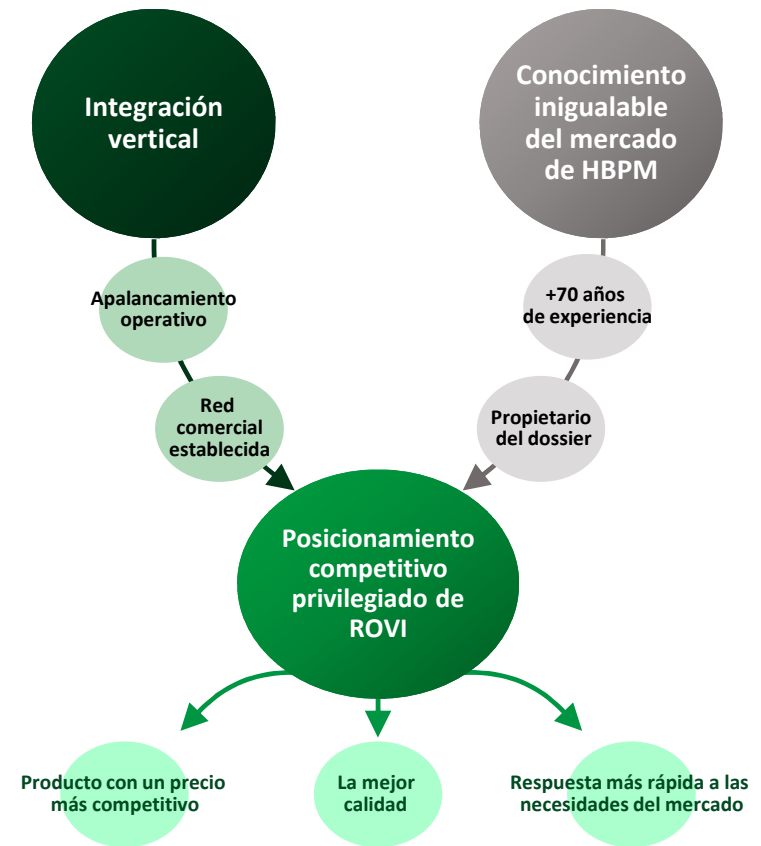 Integración
vertical
Conocimiento
inigualable
del mercado
de HBPM
Apalancamiento
operativo
+70 años
de experiencia
Red
comercial
establecida
Propietario
del dossier
Posicionamiento
competitivo
privilegiado de
ROVI
Producto con un precio
más competitivo
La mejor
calidad
Respuesta más rápida a las
necesidades del mercado